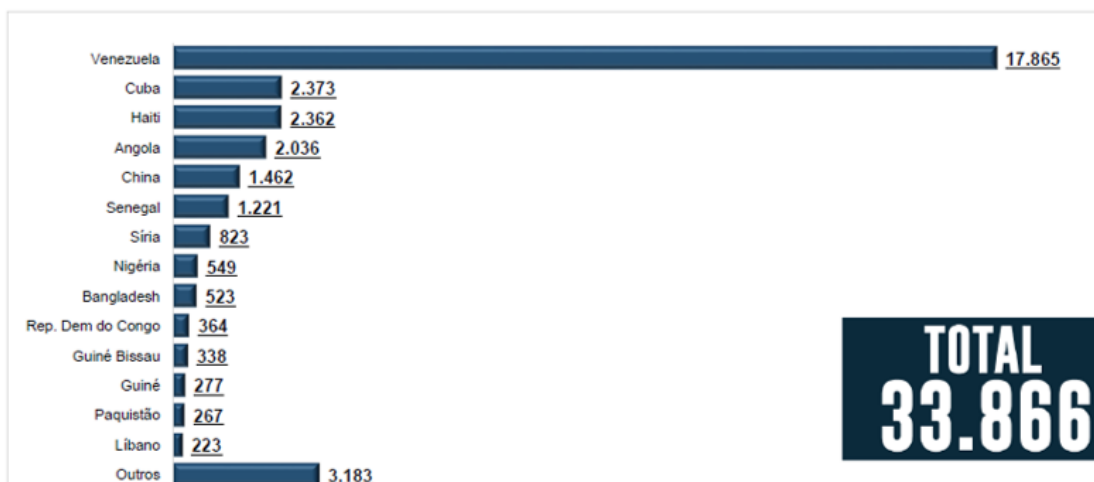 Venezuela 17.865
Cuba 2.373
Haiti 2.362
Angola 2.036
China 1.462
Senegal 1.221
Síria 823
Nigéria 549
Bangladesh 523
Rep. Dem do Congo 364
Guiné Bissau 338
Guiné 277
Paquistão 267
Líbano 223
Outros 3.183
TOTAL
33.866